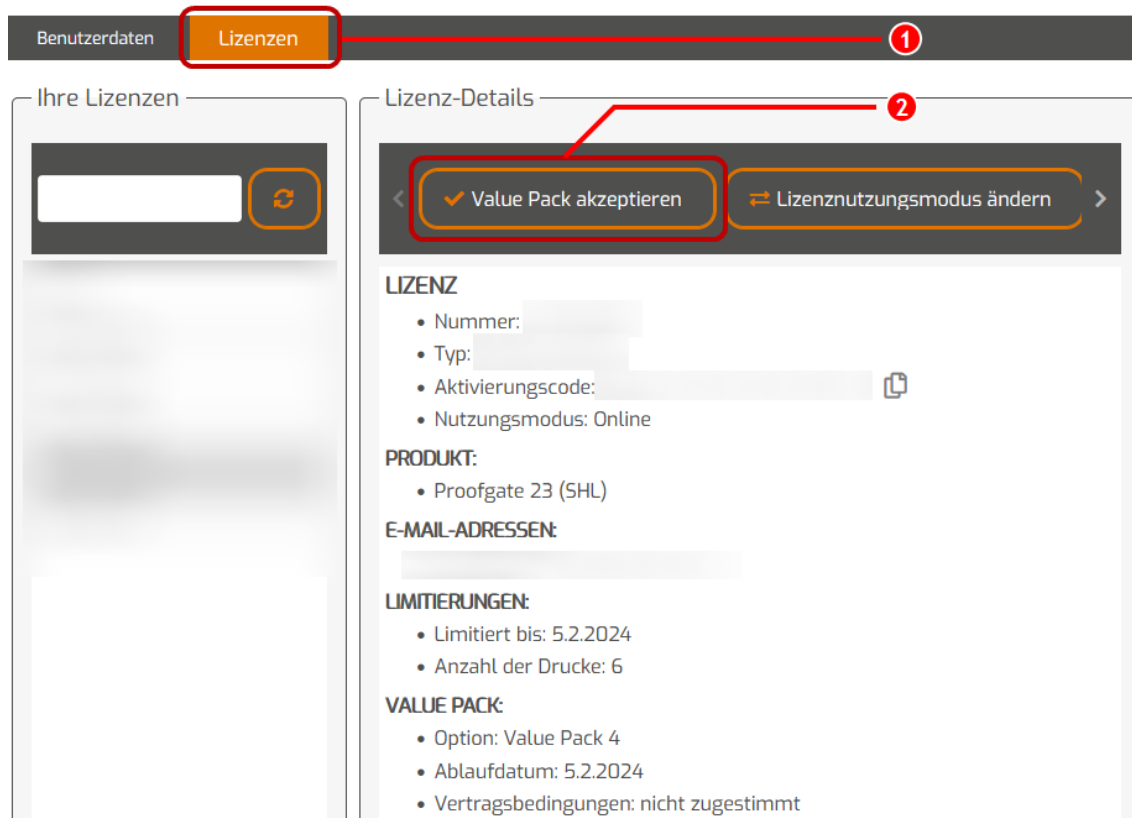 Benutzerdaten
Lizenzen
1
Ihre Lizenzen
Lizenz-Details
2
Value Pack akzeptieren
Lizenznutzungsmodus ändern
LIZENZ
• Nummer:
• Typ:
• Aktivierungscode:
• Nutzungsmodus: Online
PRODUKT:
• Proofgate 23 (SHL)
E-MAIL-ADRESSEN:
LIMITIERUNGEN:
• Limitiert bis: 5.2.2024
• Anzahl der Drucke: 6
VALUE PACK:
• Option: Value Pack 4
• Ablaufdatum: 5.2.2024
• Vertragsbedingungen: nicht zugestimmt